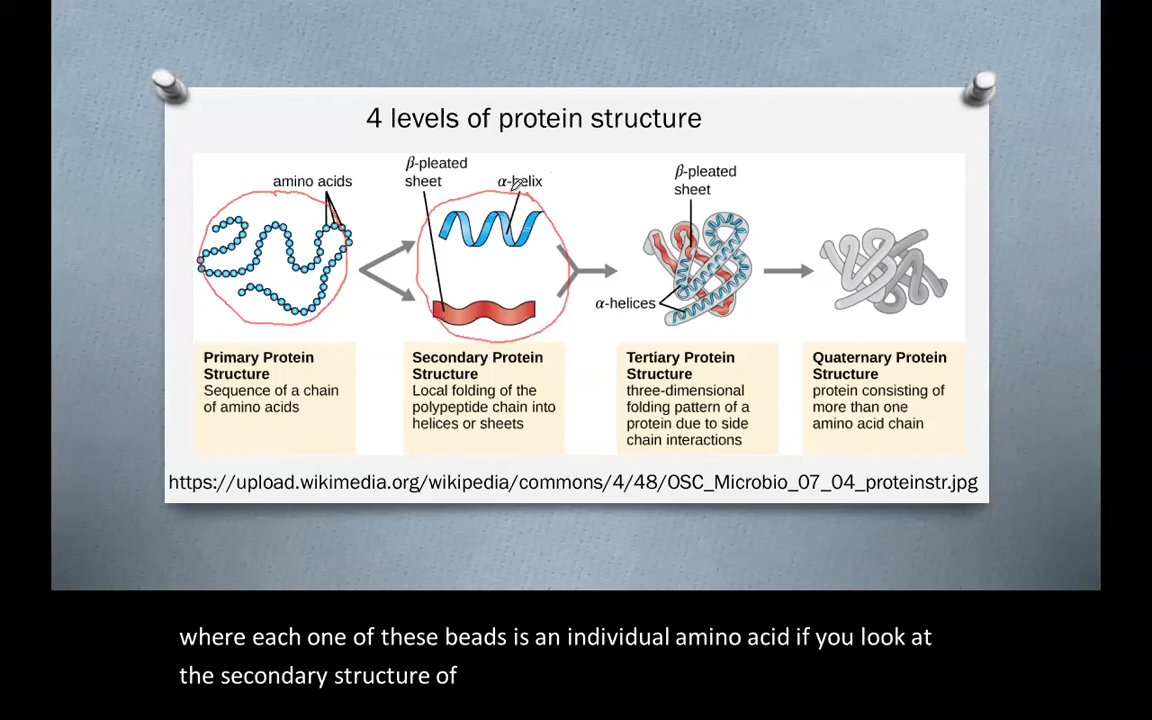 4 levels of protein structure
amino acids
β-pleated
sheet
α-helix
β-pleated
sheet
α-helices
Primary Protein
Structure
Sequence of a chain
of amino acids
Secondary Protein
Structure
Local folding of the
polypeptide chain into
helices or sheets
Tertiary Protein
Structure
three-dimensional
folding pattern of a
protein due to side
chain interactions
Quaternary Protein
Structure
protein consisting of
more than one
amino acid chain
https://upload.wikimedia.org/wikipedia/commons/4/48/OSC_Microbio_07_04_proteinstr.jpg
where each one of these beads is an individual amino acid if you look at
the secondary structure of